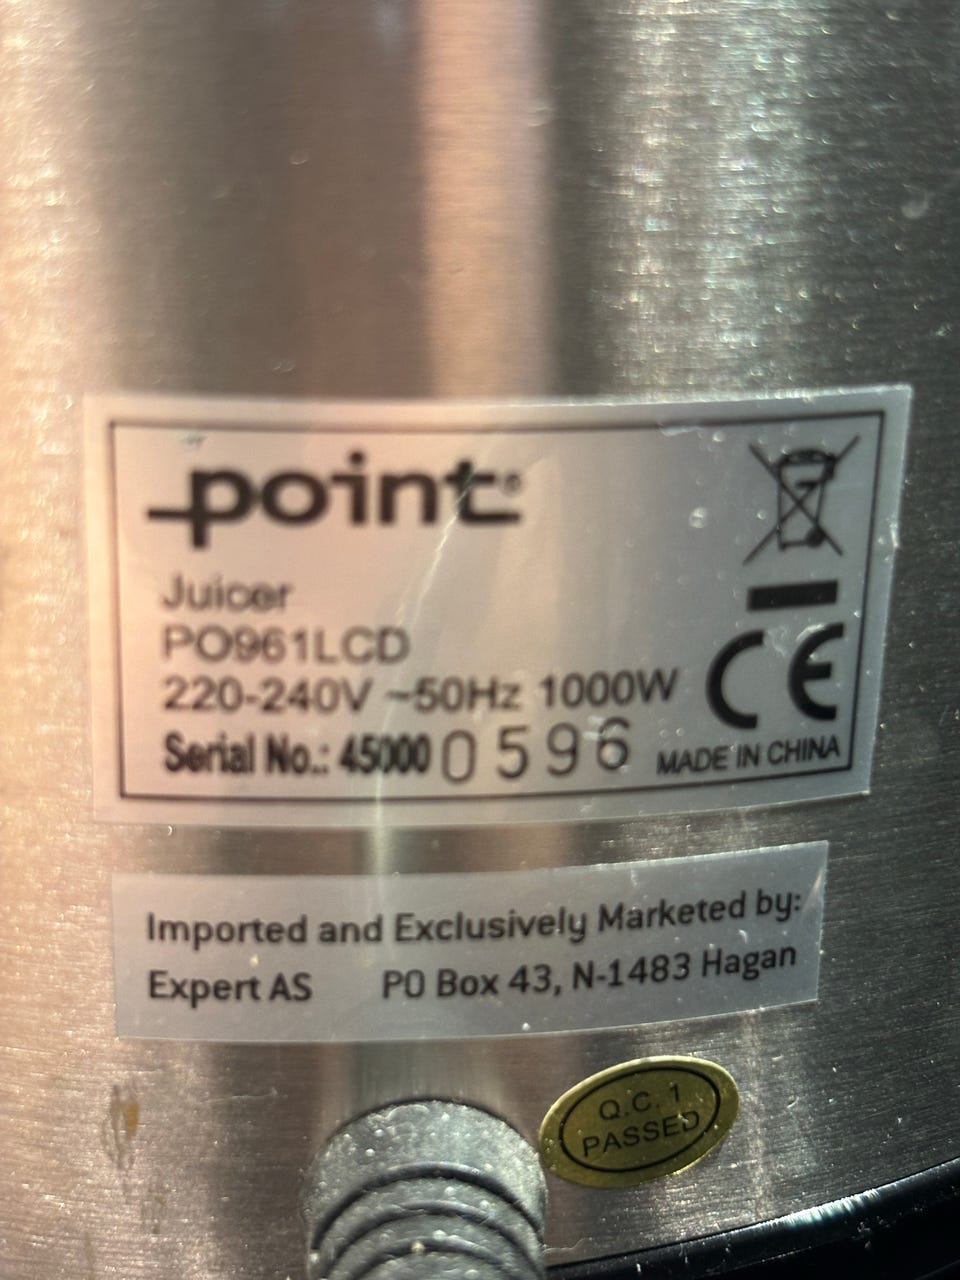 point®
Juicer
PO961LCD
220-240V ~50Hz 1000W
Serial No.: 45000 0596
CE
MADE IN CHINA
Imported and Exclusively Marketed by:
Expert AS PO Box 43, N-1483 Hagan
Q.C. 1
PASSED